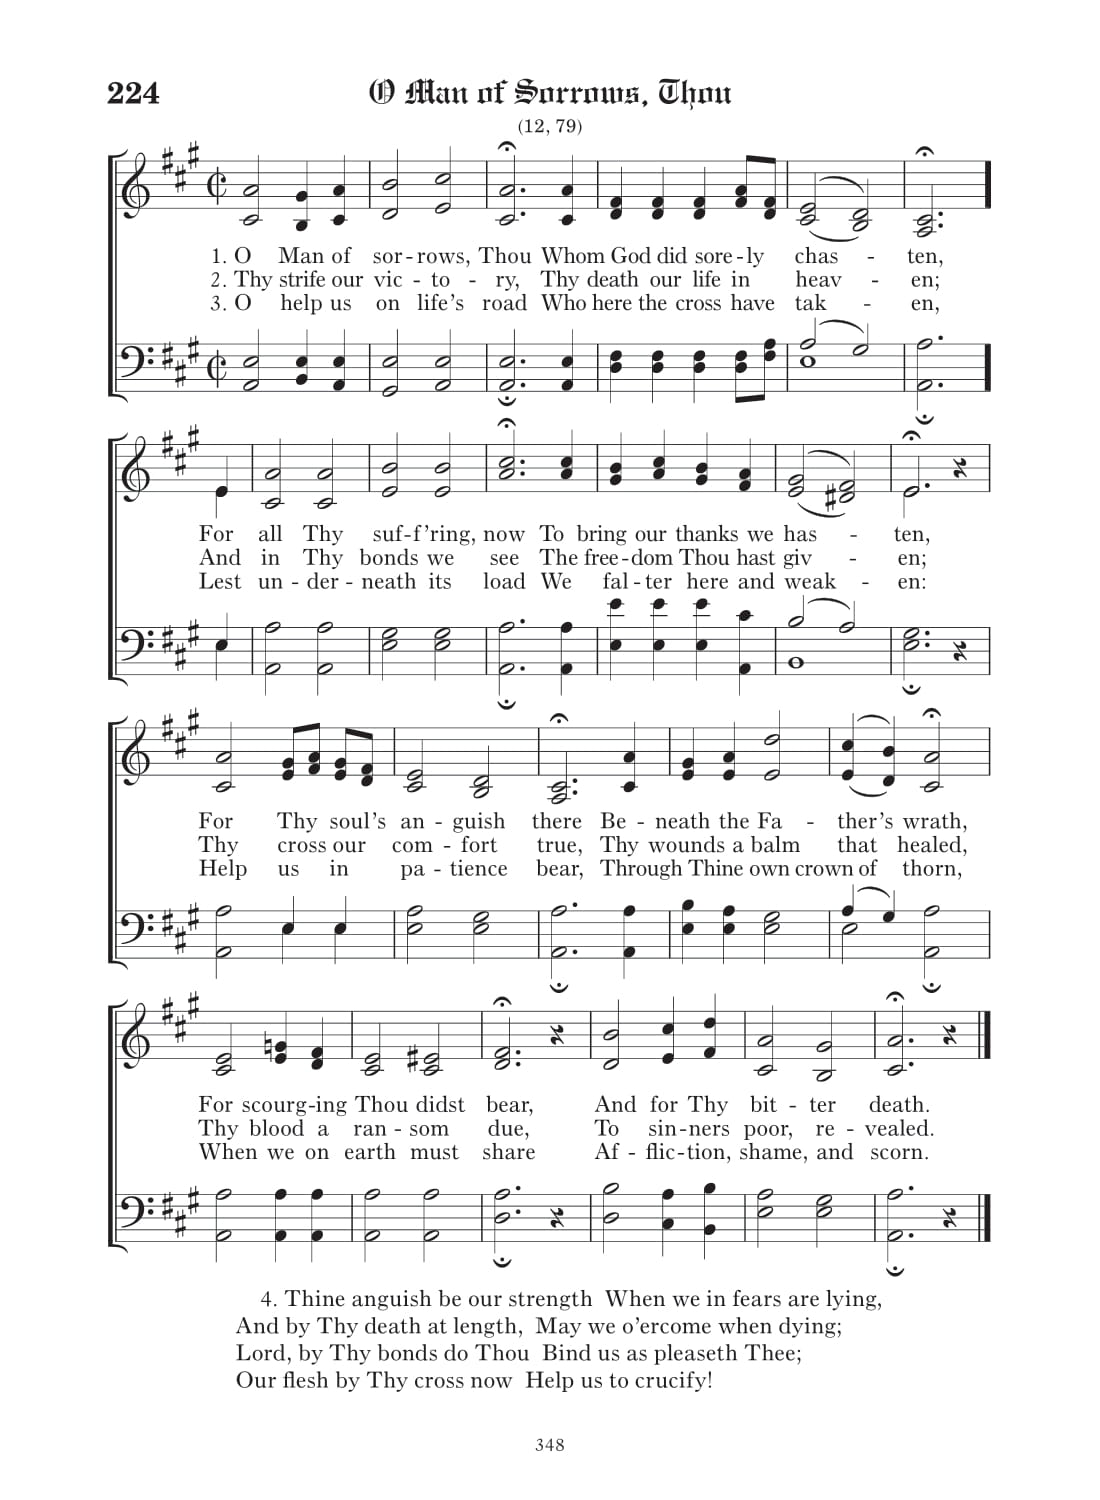 224
O Man of Sorrows, Thou
(12, 79)
1. O Man of sor - rows, Thou Whom God did sore - ly chas - ten,
2. Thy strife our vic - to - ry, Thy death our life in heav - en;
3. O help us on life's road Who here the cross have tak - en,
For all Thy suf - f'ring, now To bring our thanks we has - ten,
And in Thy bonds we see The free - dom Thou hast giv - en;
Lest un - der - neath its load We fal - ter here and weak - en:
For Thy soul's an - guish there Be - neath the Fa - ther's wrath,
Thy cross our com - fort true, Thy wounds a balm that healed,
Help us in pa - tience bear, Through Thine own crown of thorn,
For scourg - ing Thou didst bear, And for Thy bit - ter death.
Thy blood a ran - som due, To sin - ners poor, re - vealed.
When we on earth must share Af - flic - tion, shame, and scorn.
4. Thine anguish be our strength When we in fears are lying,
And by Thy death at length, May we o'ercome when dying;
Lord, by Thy bonds do Thou Bind us as pleaseth Thee;
Our flesh by Thy cross now Help us to crucify!
348